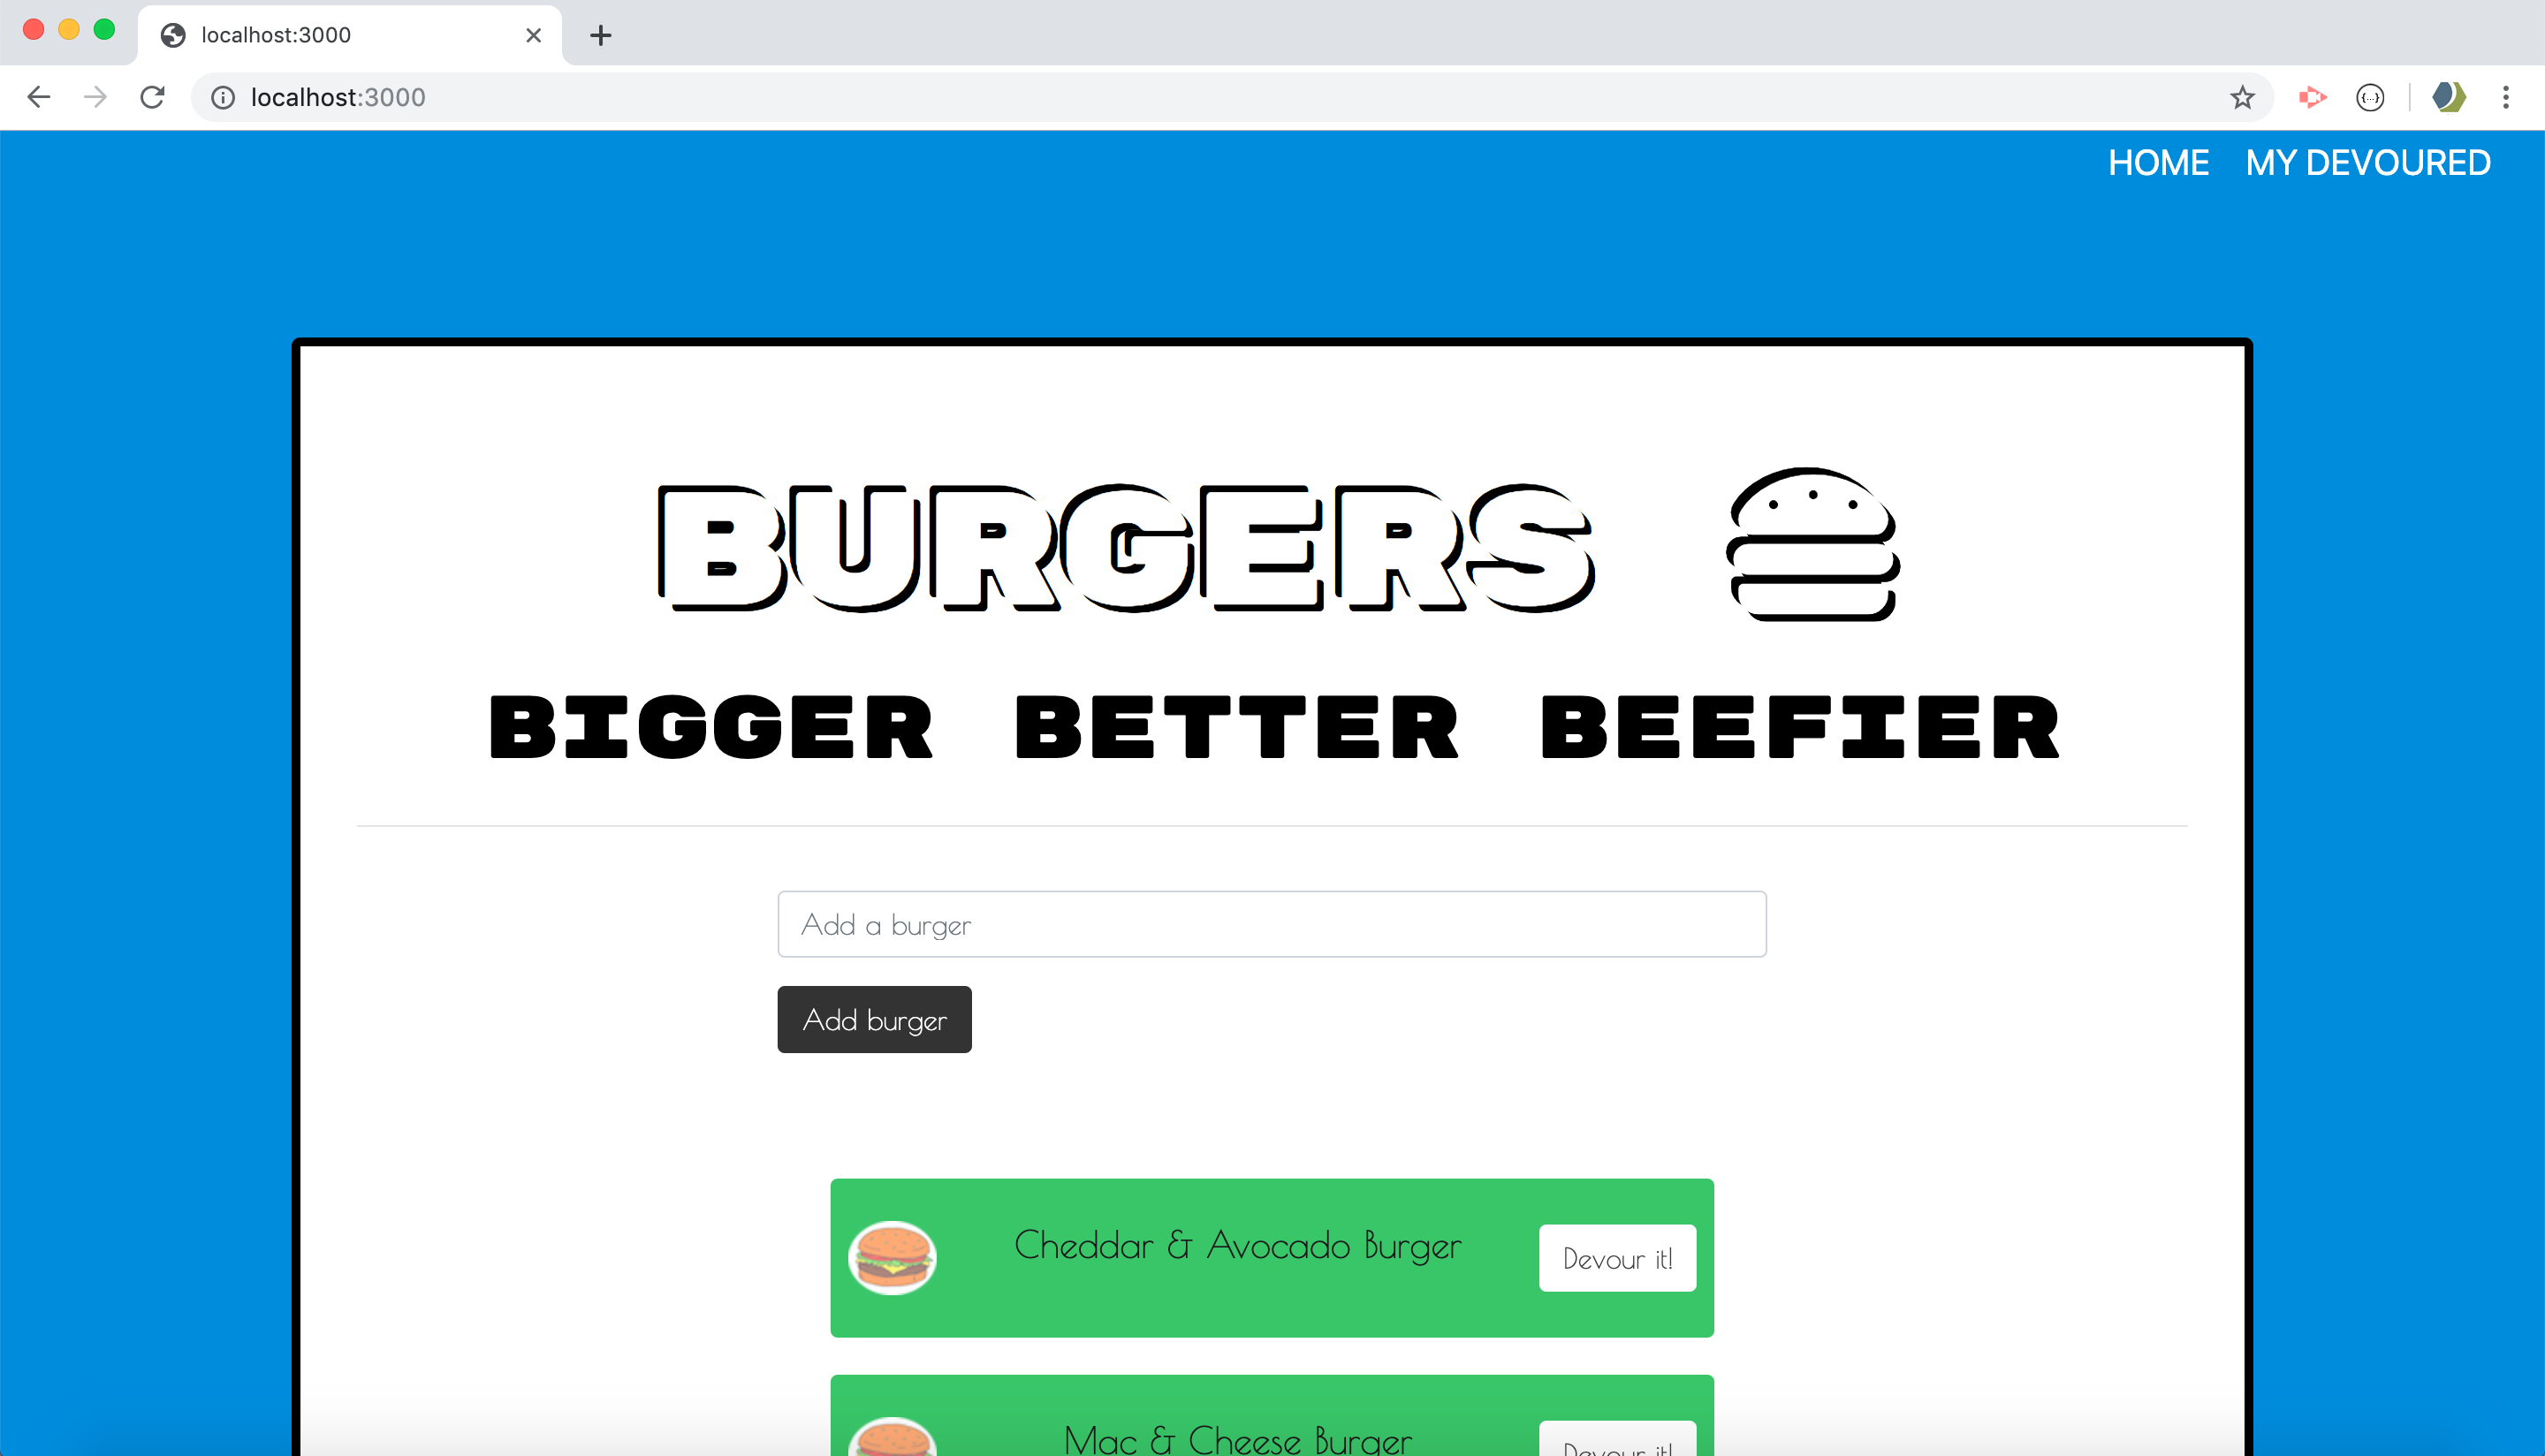 localhost:3000
localhost:3000
HOME MY DEVOURED
BURGERS
BIGGER BETTER BEEFIER
Add a burger
Add burger
Cheddar & Avocado Burger
Devour it!
Mac & Cheese Burger
Devour it!